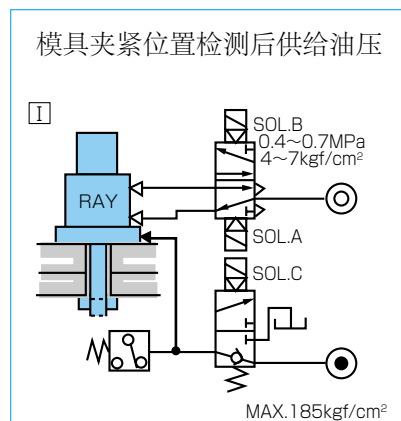 模具夹紧位置检测后供给油压
I
SOL.B
0.4～0.7MPa
4～7kgf/cm²
RAY
SOL.A
SOL.C
MAX.185kgf/cm²